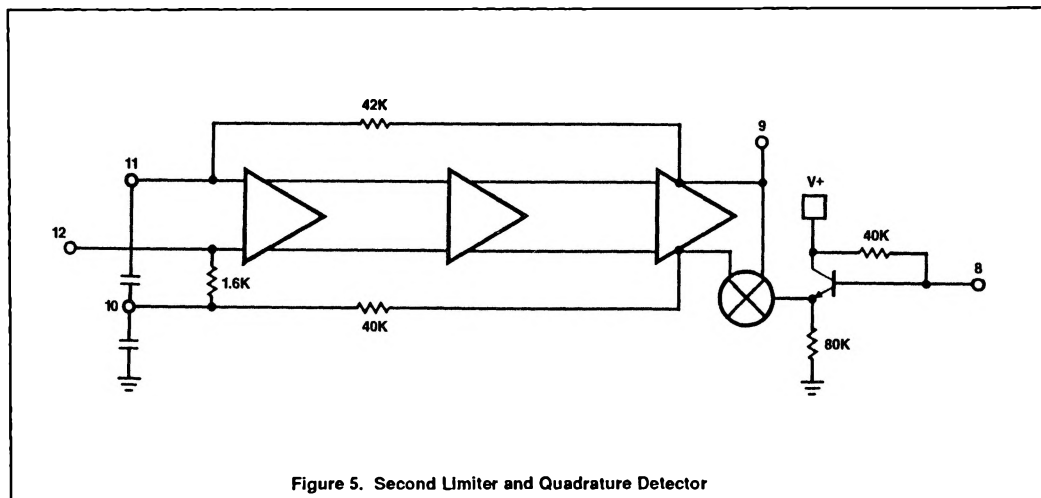 42K
9
11
V+
40K
12
8
1.6K
10
40K
80K
Figure 5. Second Limiter and Quadrature Detector